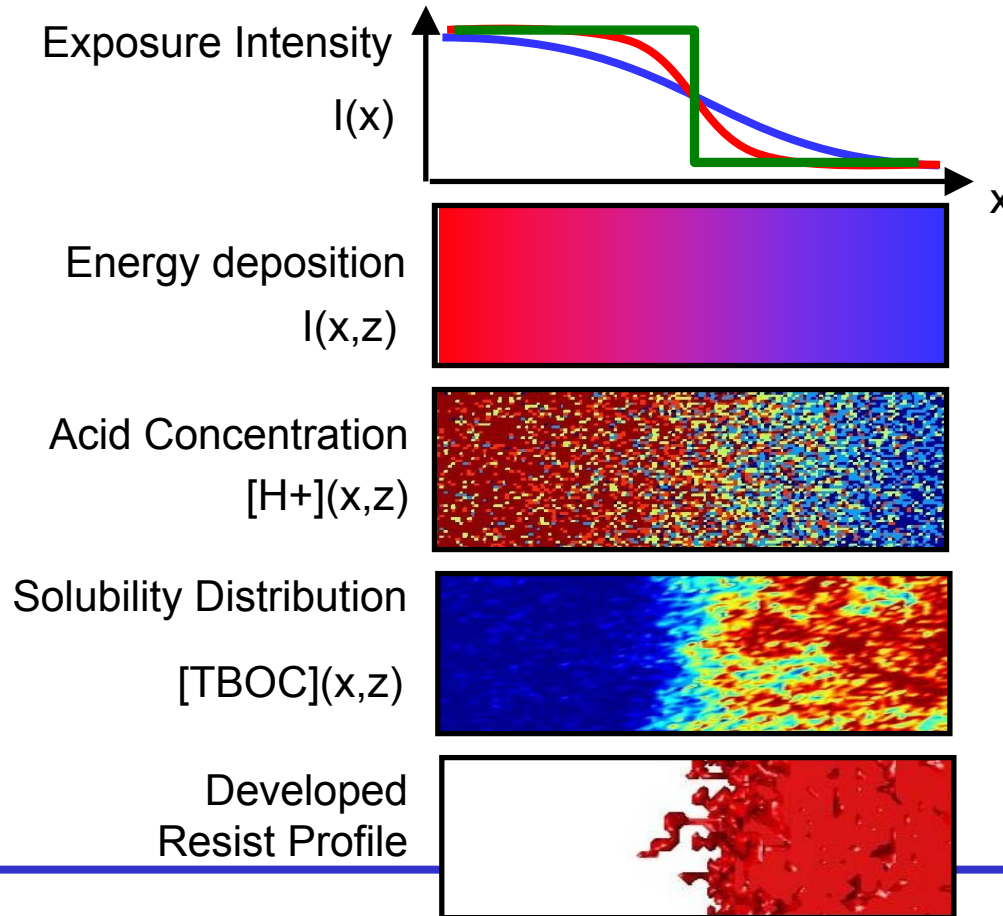 Exposure Intensity
I(x)
x
Energy deposition
I(x,z)
Acid Concentration
[H+](x,z)
Solubility Distribution
[TBOC](x,z)
Developed
Resist Profile